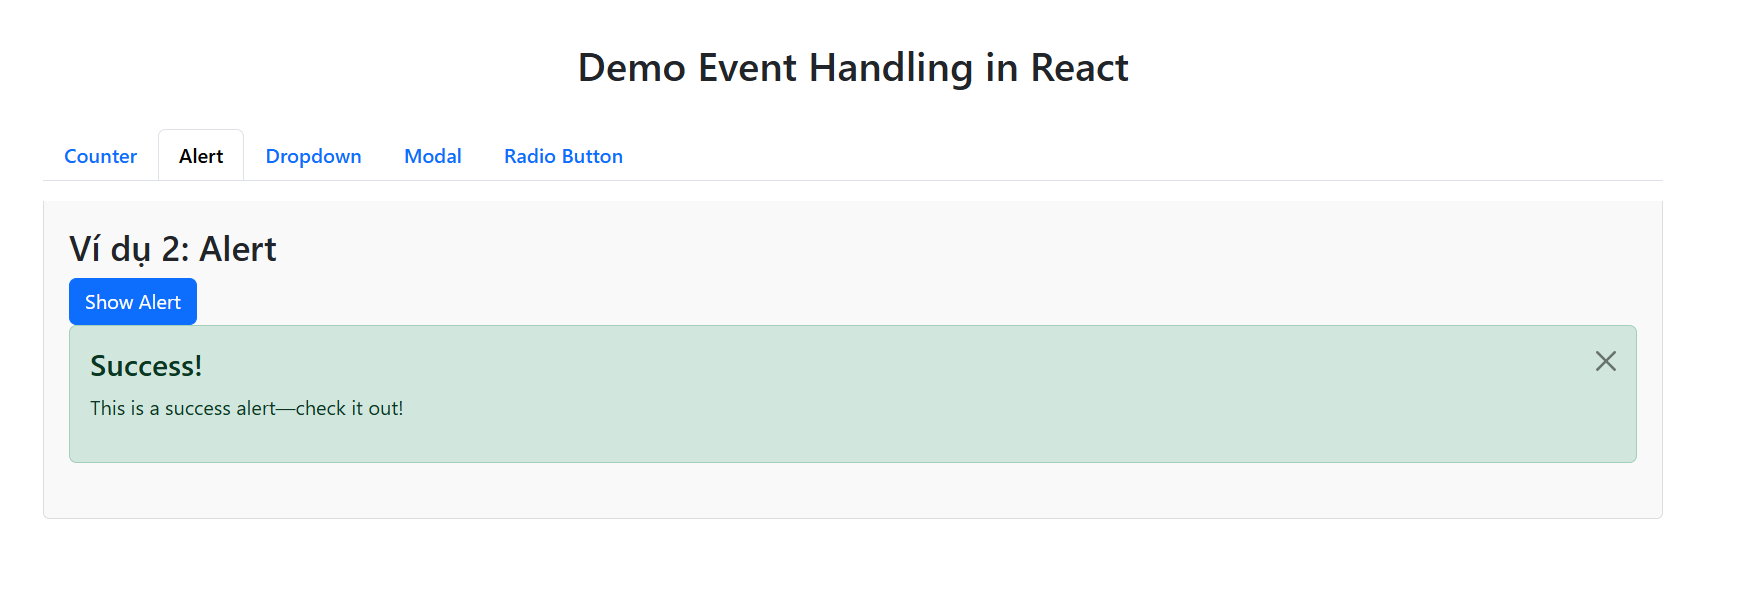 Demo Event Handling in React
Counter Alert Dropdown Modal Radio Button
Ví dụ 2: Alert
Show Alert
Success!
This is a success alert—check it out!